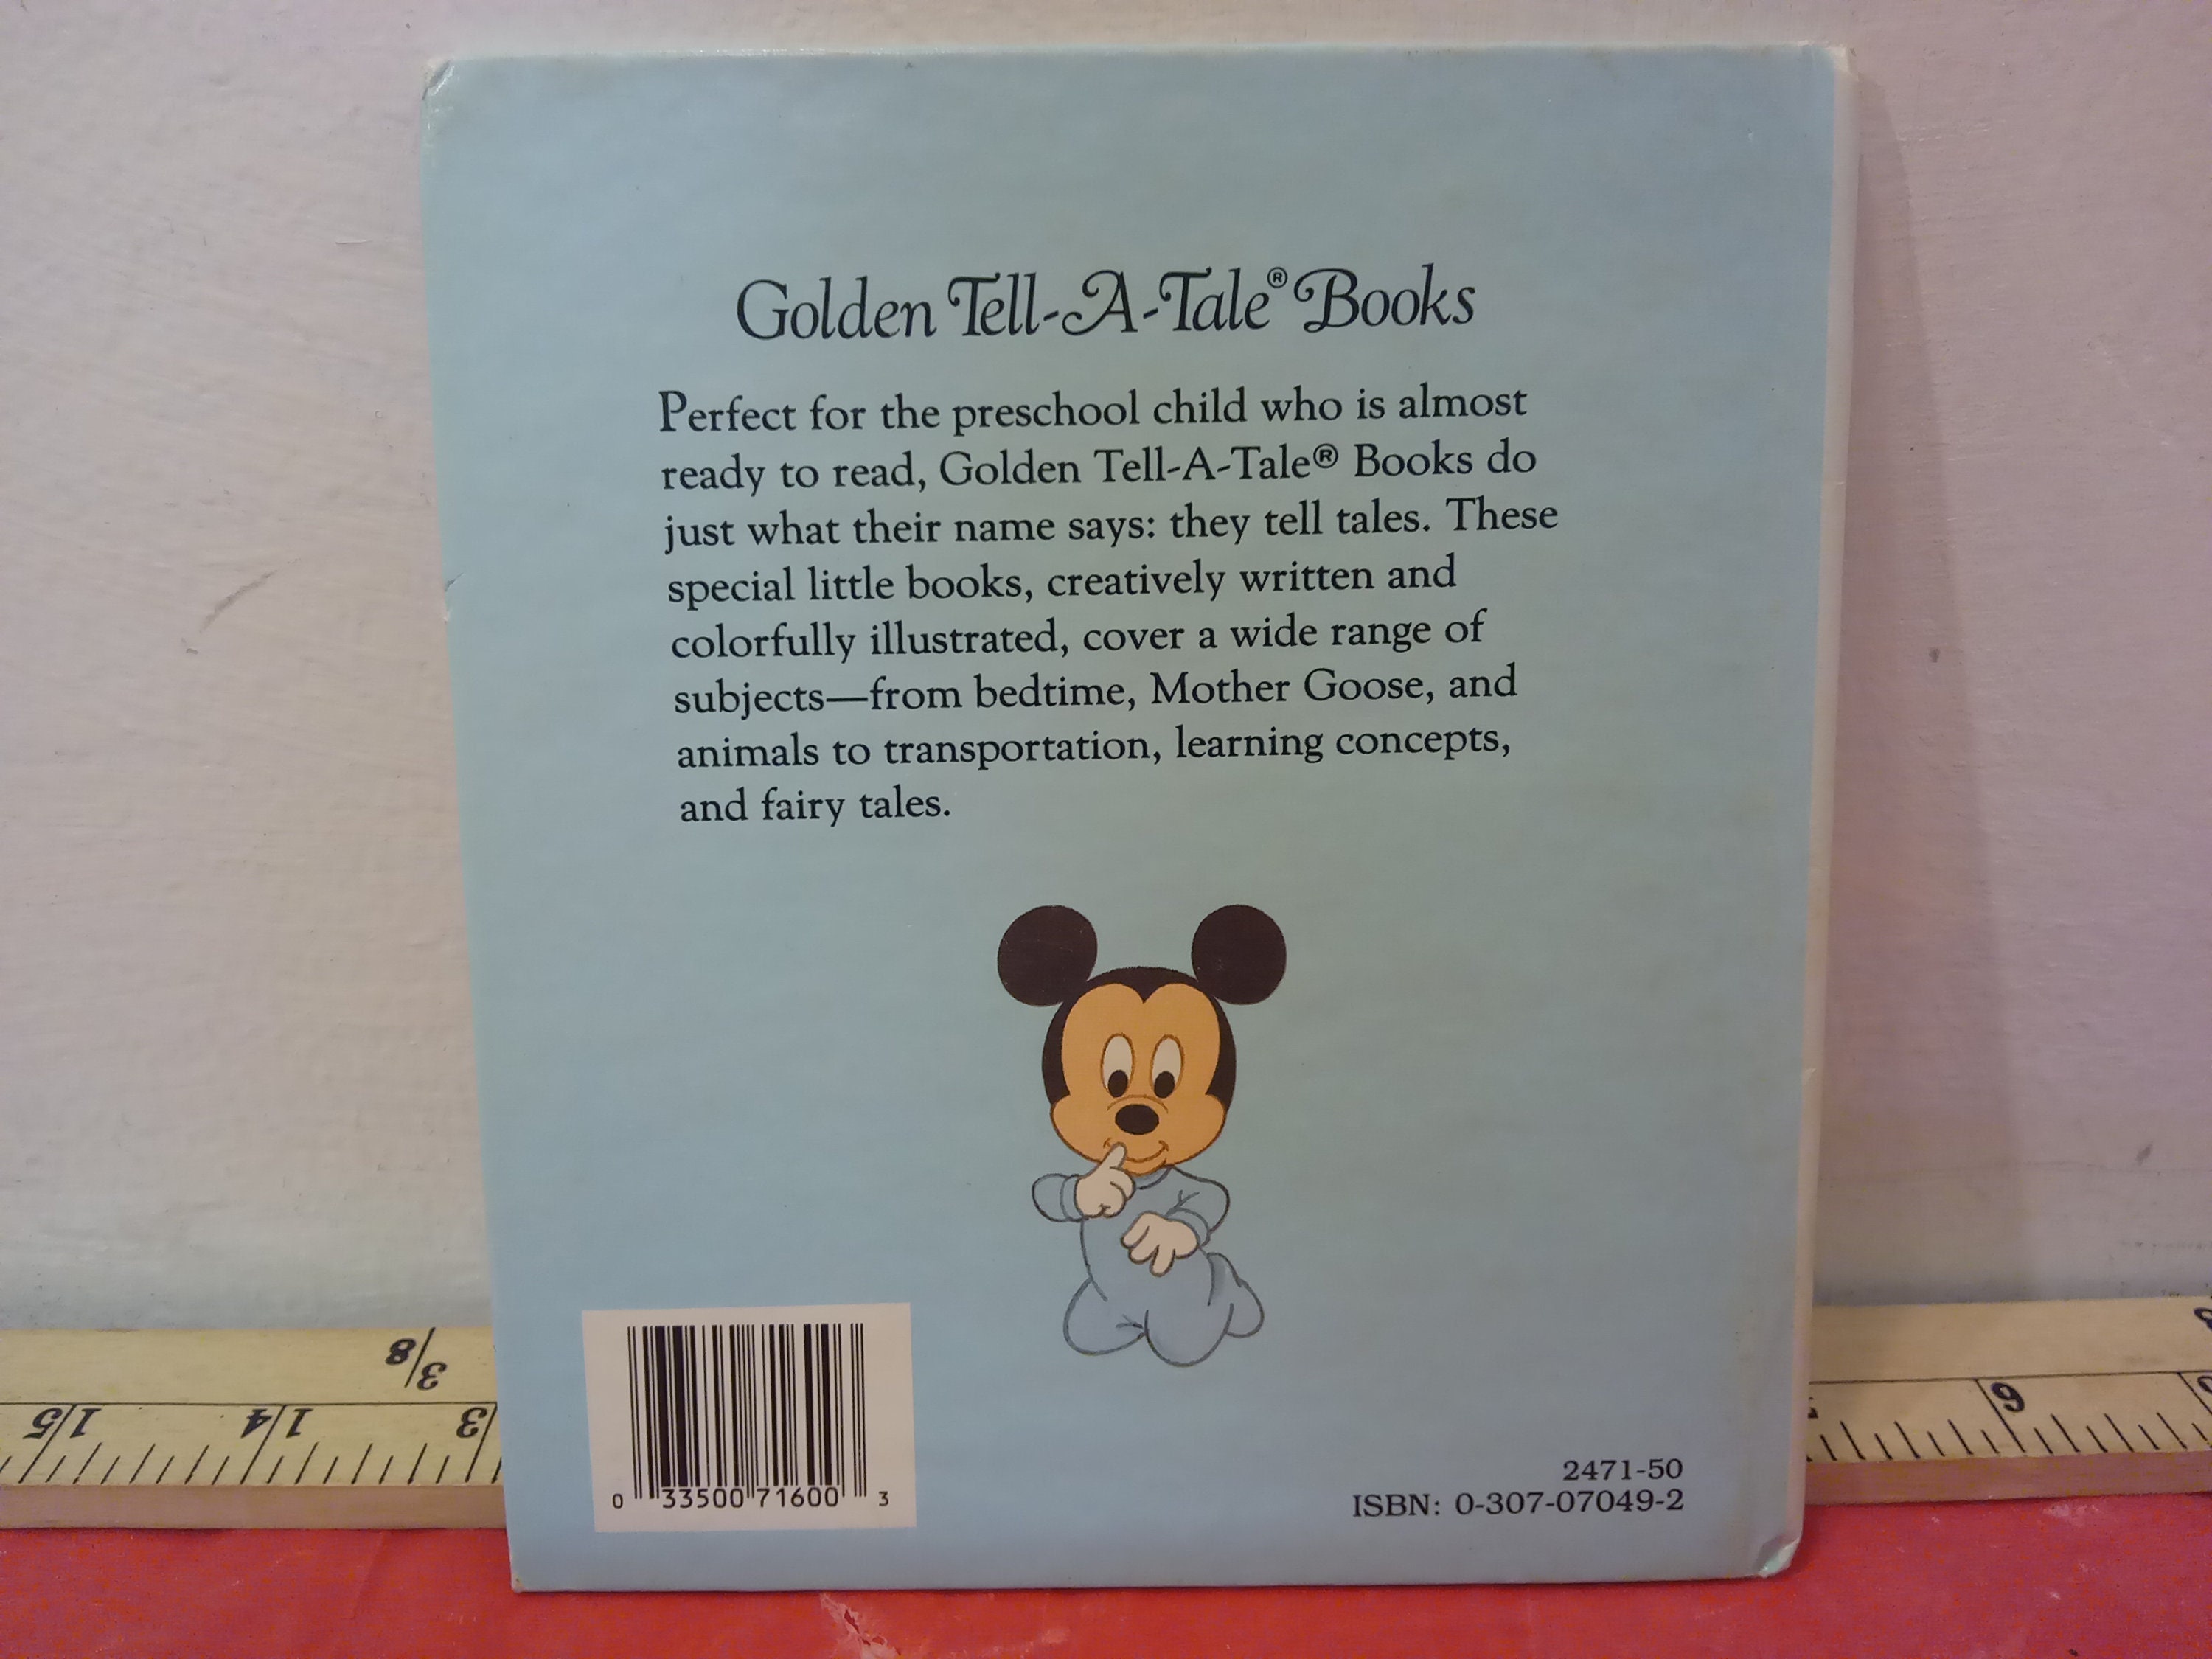 Golden Tell-A-Tale® Books
Perfect for the preschool child who is almost
ready to read, Golden Tell-A-Tale® Books do
just what their name says: they tell tales. These
special little books, creatively written and
colorfully illustrated, cover a wide range of
subjects—from bedtime, Mother Goose, and
animals to transportation, learning concepts,
and fairy tales.
0 33500 71600 3
2471-50
ISBN: 0-307-07049-2
3/8
15 14 3
6